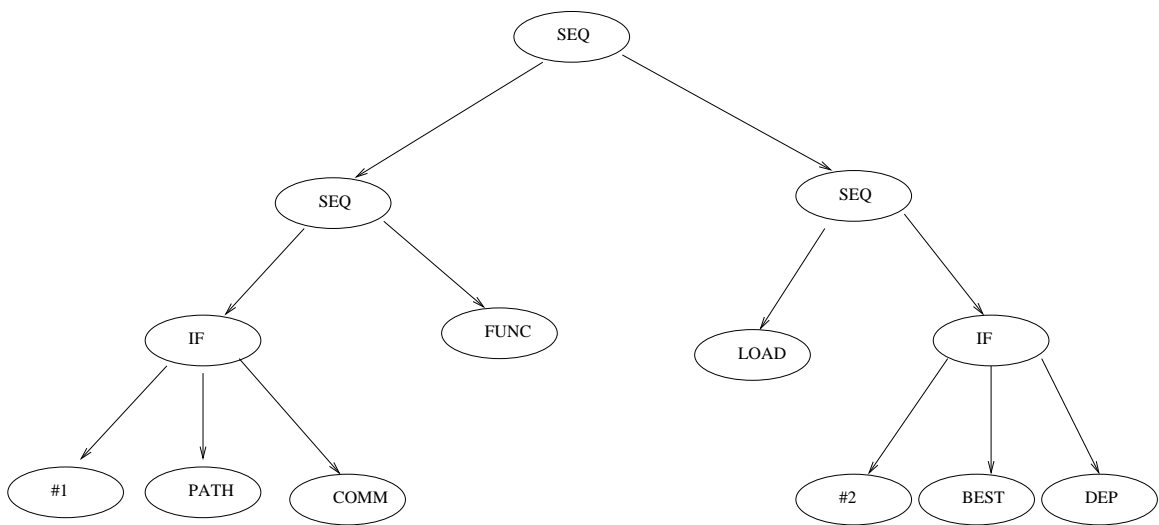 SEQ
SEQ
SEQ
IF
FUNC
LOAD
IF
#1
PATH
COMM
#2
BEST
DEP